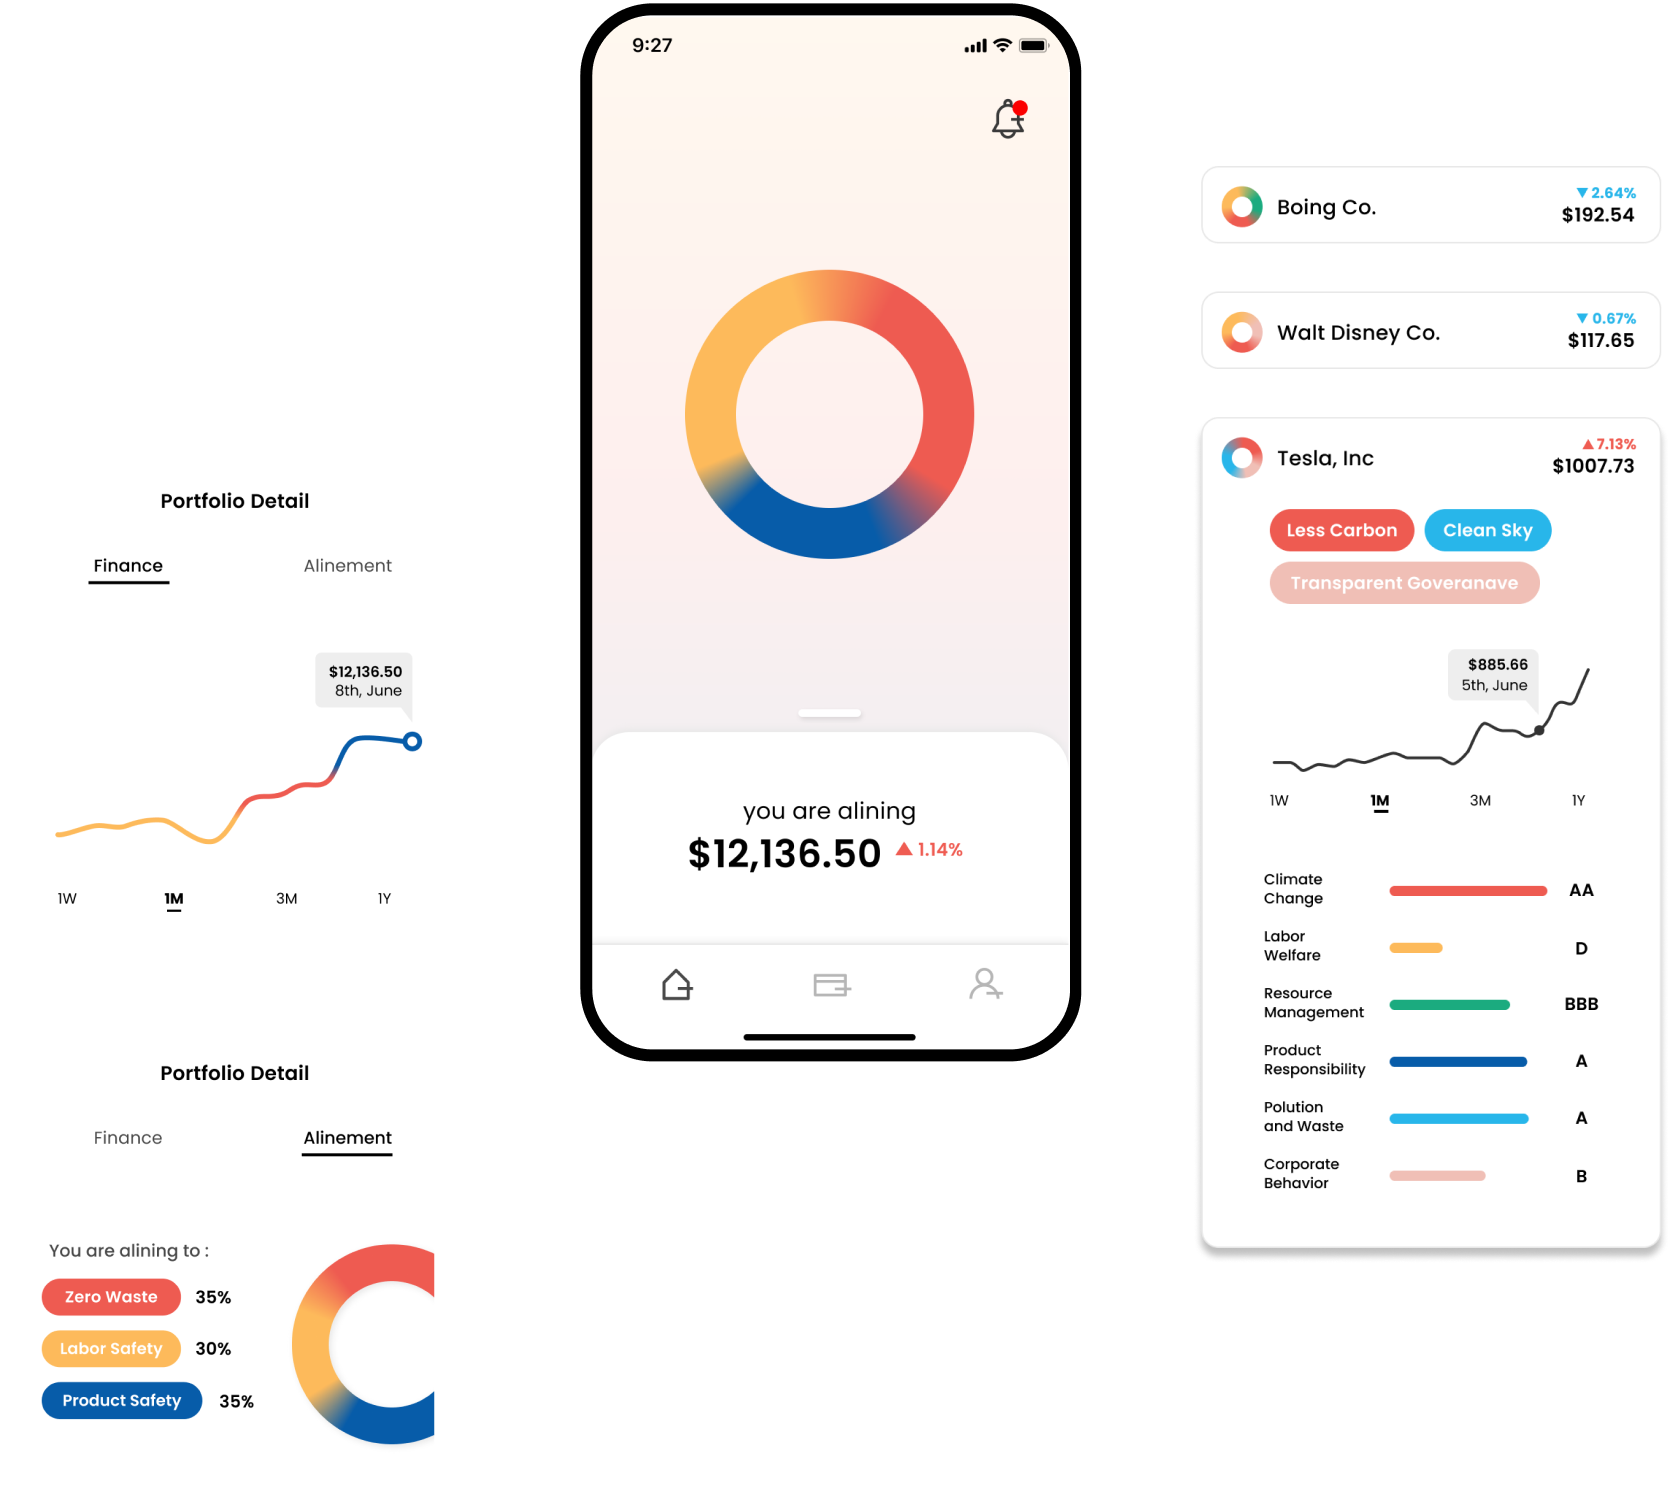 Portfolio Detail
Finance Alinement
$12,136.50
8th, June
1W 1M 3M 1Y
Portfolio Detail
Finance Alinement
You are alining to :
Zero Waste 35%
Labor Safety 30%
Product Safety 35%
9:27
you are alining
$12,136.50 ▲ 1.14%
▼ 2.64%
Boing Co. $192.54
▼ 0.67%
Walt Disney Co. $117.65
▲ 7.13%
Tesla, Inc $1007.73
Less Carbon Clean Sky
Transparent Goveranave
$885.66
5th, June
1W 1M 3M 1Y
Climate
Change AA
Labor
Welfare D
Resource
Management BBB
Product
Responsibility A
Polution
and Waste A
Corporate
Behavior B